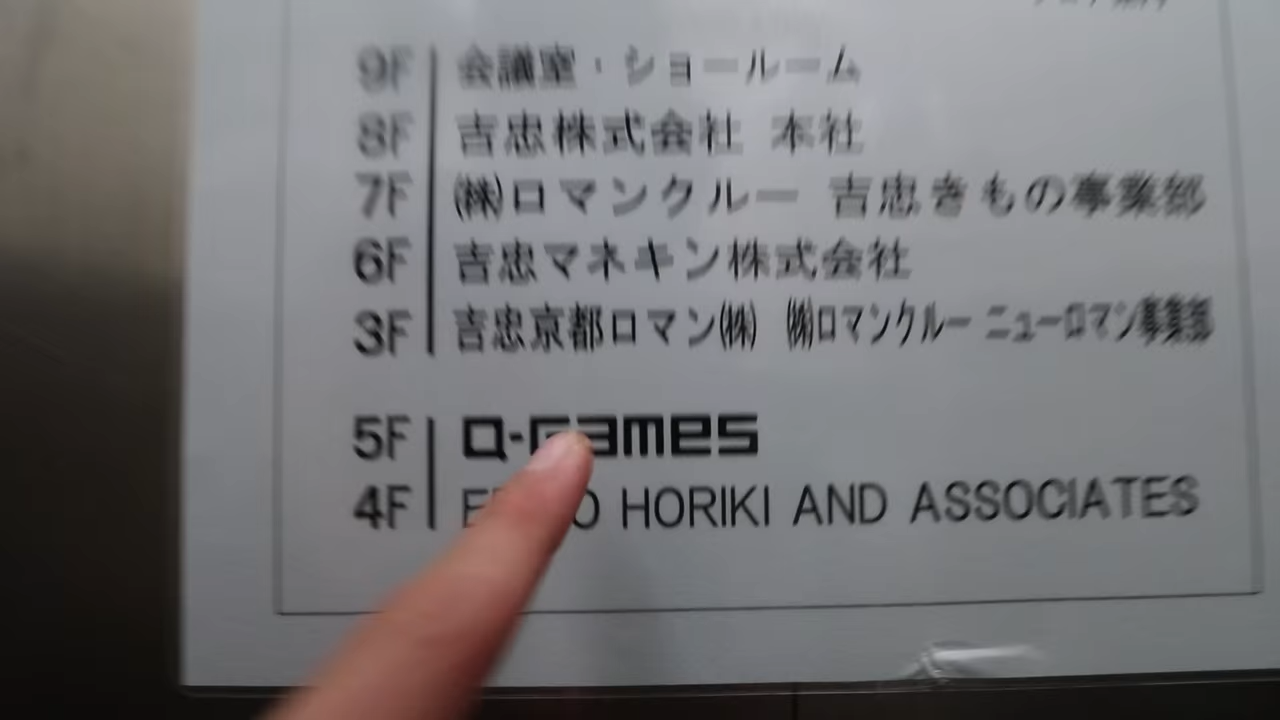 9F 会議室・ショールーム
8F 吉忠株式会社 本社
7F ㈱ロマンクルー 吉忠きもの事業部
6F 吉忠マネキン株式会社
3F 吉忠京都ロマン㈱ ㈱ロマンクルー ニューロマン事業部
5F Q-Games
4F HORIKI AND ASSOCIATES